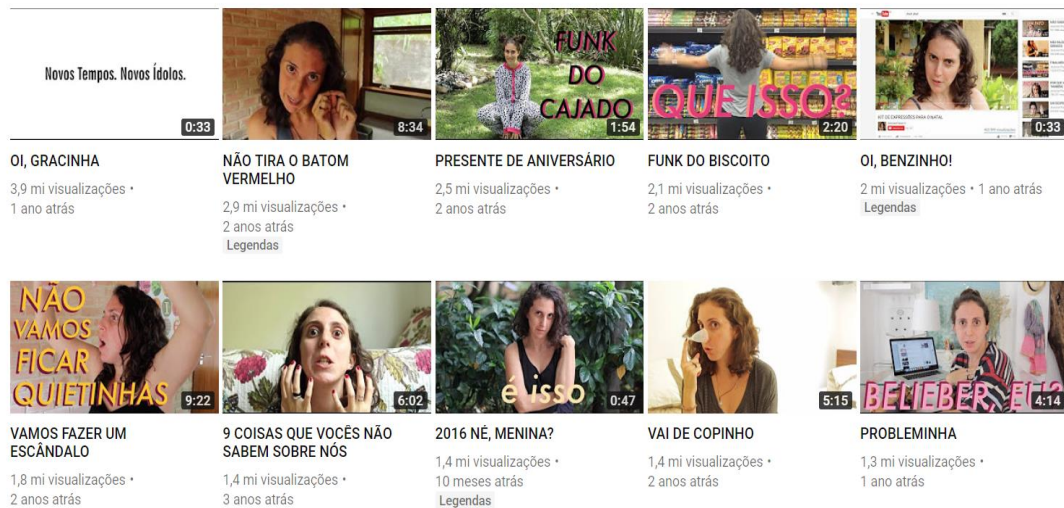 Novos Tempos. Novos Ídolos.
0:33
8:34
FUNK
DO
CAJADO
1:54
QUE ISSO?
2:20
0:33
OI, GRACINHA
3,9 mi visualizações •
1 ano atrás
NÃO TIRA O BATOM
VERMELHO
2,9 mi visualizações •
2 anos atrás
Legendas
PRESENTE DE ANIVERSÁRIO
2,5 mi visualizações •
2 anos atrás
FUNK DO BISCOITO
2,1 mi visualizações •
2 anos atrás
OI, BENZINHO!
2 mi visualizações • 1 ano atrás
Legendas
NÃO
VAMOS
FICAR
QUIETINHAS
9:22
6:02
é isso
0:47
5:15
BELIEBER, EU?
4:14
VAMOS FAZER UM
ESCÂNDALO
1,8 mi visualizações •
2 anos atrás
9 COISAS QUE VOCÊS NÃO
SABEM SOBRE NÓS
1,4 mi visualizações •
3 anos atrás
2016 NÉ, MENINA?
1,4 mi visualizações •
10 meses atrás
Legendas
VAI DE COPINHO
1,4 mi visualizações •
2 anos atrás
PROBLEMINHA
1,3 mi visualizações •
1 ano atrás